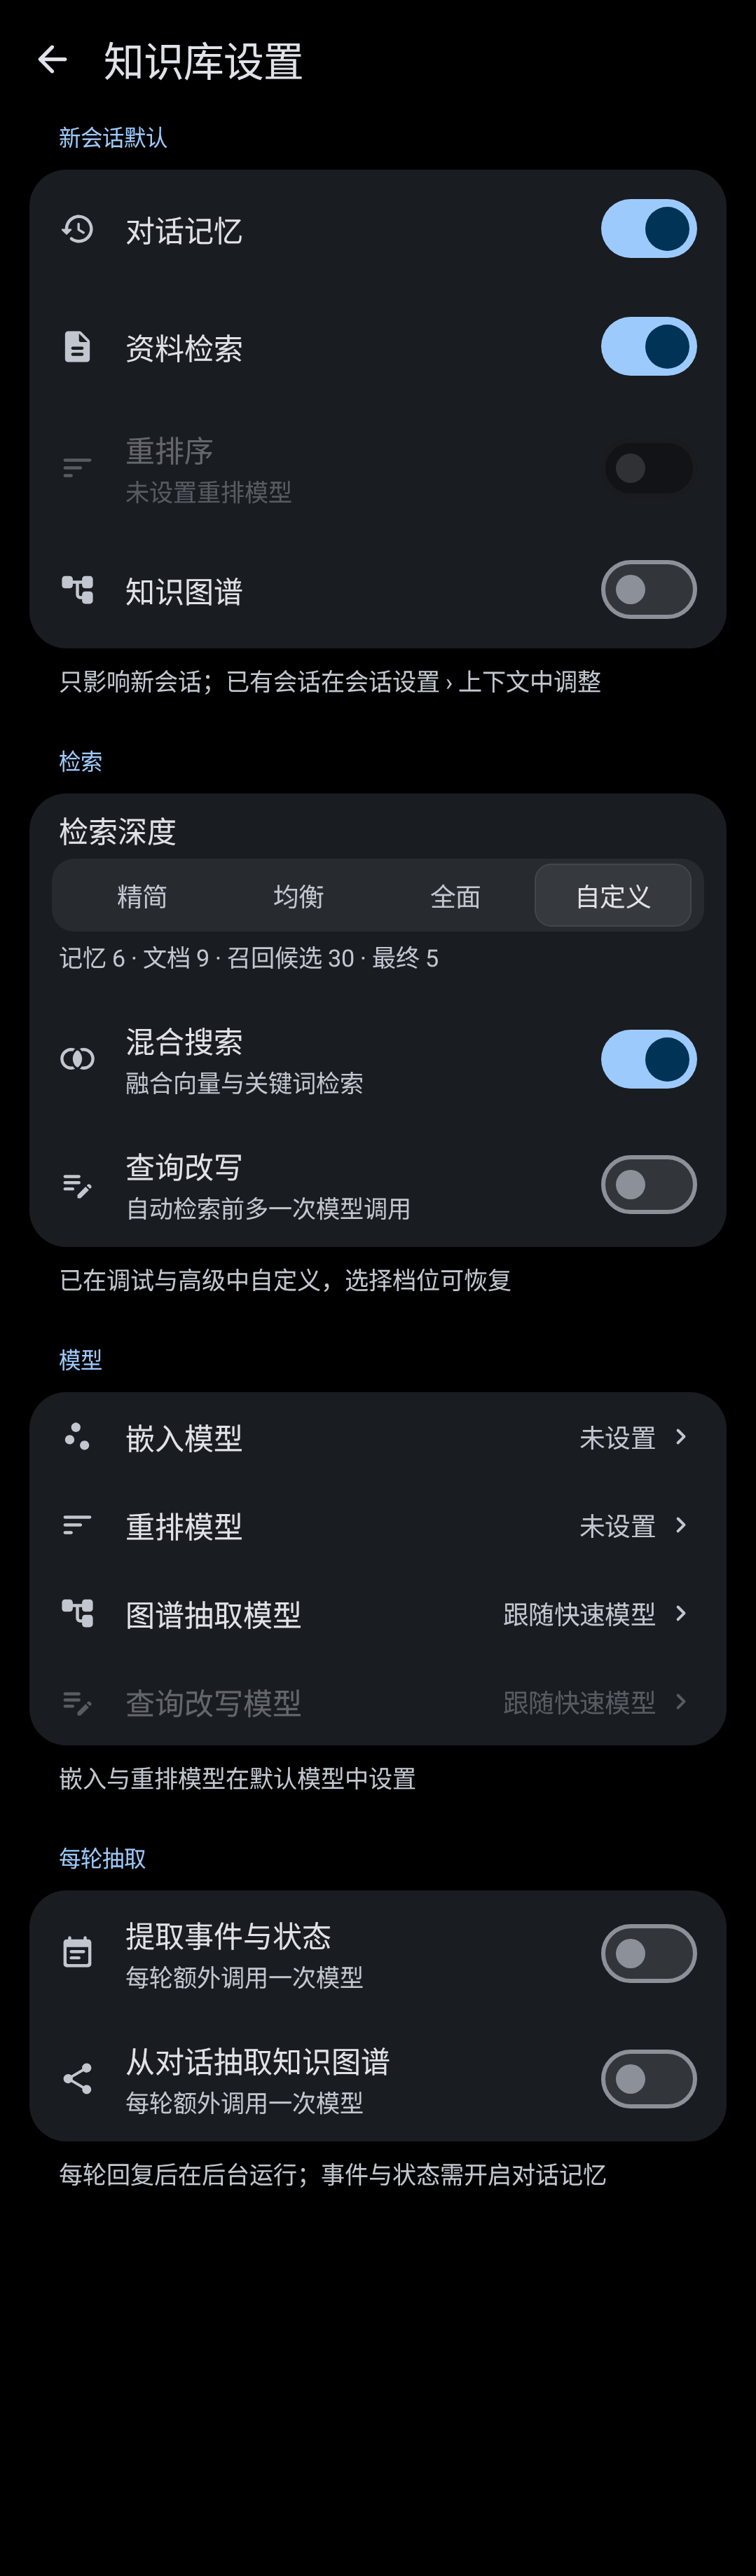 知识库设置
新会话默认
对话记忆
资料检索
重排序
未设置重排模型
知识图谱
只影响新会话；已有会话在会话设置 › 上下文中调整
检索
检索深度
精简 均衡 全面 自定义
记忆 6 · 文档 9 · 召回候选 30 · 最终 5
混合搜索
融合向量与关键词检索
查询改写
自动检索前多一次模型调用
已在调试与高级中自定义，选择档位可恢复
模型
嵌入模型 未设置
重排模型 未设置
图谱抽取模型 跟随快速模型
查询改写模型 跟随快速模型
嵌入与重排模型在默认模型中设置
每轮抽取
提取事件与状态
每轮额外调用一次模型
从对话抽取知识图谱
每轮额外调用一次模型
每轮回复后在后台运行；事件与状态需开启对话记忆